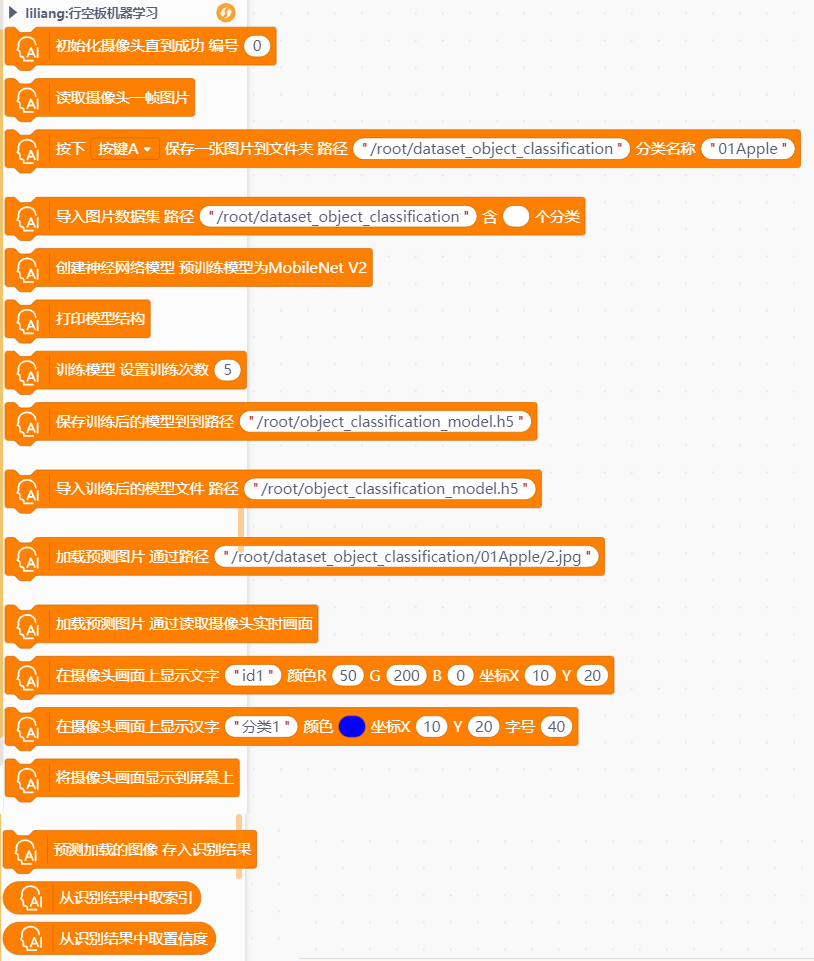 liliang:行空板机器学习
AI 初始化摄像头直到成功 编号 0
AI 读取摄像头一帧图片
AI 按下 按键A 保存一张图片到文件夹 路径 "/root/dataset_object_classification" 分类名称 "01Apple"
AI 导入图片数据集 路径 "/root/dataset_object_classification" 含 个分类
AI 创建神经网络模型 预训练模型为MobileNet V2
AI 打印模型结构
AI 训练模型 设置训练次数 5
AI 保存训练后的模型到到路径 "/root/object_classification_model.h5"
AI 导入训练后的模型文件 路径 "/root/object_classification_model.h5"
AI 加载预测图片 通过路径 "/root/dataset_object_classification/01Apple/2.jpg"
AI 加载预测图片 通过读取摄像头实时画面
AI 在摄像头画面上显示文字 "id1" 颜色R 50 G 200 B 0 坐标X 10 Y 20
AI 在摄像头画面上显示汉字 "分类1" 颜色 坐标X 10 Y 20 字号 40
AI 将摄像头画面显示到屏幕上
AI 预测加载的图像 存入识别结果
AI 从识别结果中取索引
AI 从识别结果中取置信度